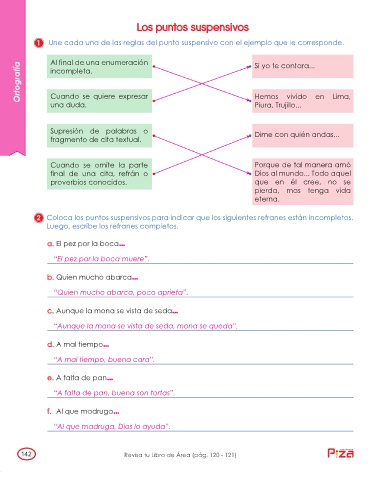 Los puntos suspensivos
1 Une cada una de las reglas del punto suspensivo con el ejemplo que le corresponde.
Ortografía
Al final de una enumeración
incompleta.
Si yo te contara...
Cuando se quiere expresar
una duda.
Hemos vivido en Lima,
Piura, Trujillo...
Supresión de palabras o
fragmento de cita textual.
Dime con quién andas...
Cuando se omite la parte
final de una cita, refrán o
proverbios conocidos.
Porque de tal manera amó
Dios al mundo... Todo aquel
que en él cree, no se
pierda, mas tenga vida
eterna.
2 Coloca los puntos suspensivos para indicar que los siguientes refranes están incompletos.
Luego, escribe los refranes completos.
a. El pez por la boca...
“El pez por la boca muere”.
b. Quien mucho abarca...
“Quien mucho abarca, poco aprieta”.
c. Aunque la mona se vista de seda...
“Aunque la mona se vista de seda, mona se queda”.
d. A mal tiempo...
“A mal tiempo, buena cara”.
e. A falta de pan...
“A falta de pan, buena son tortas”.
f. Al que madruga...
“Al que madruga, Dios lo ayuda”.
142
Revisa tu Libro de Área (pág. 120 - 121)